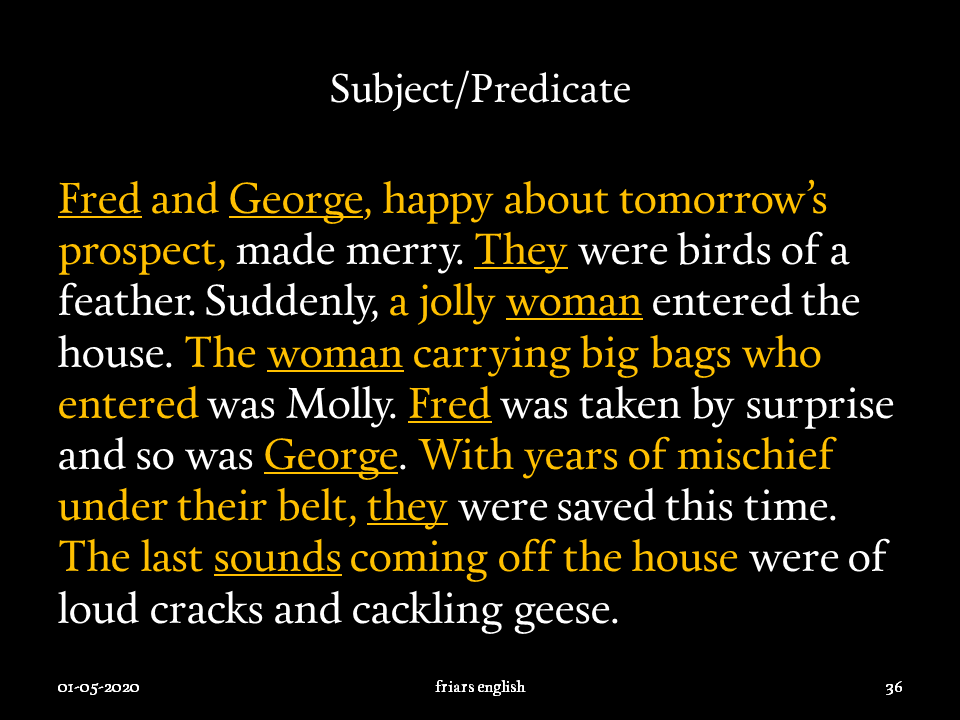 Subject/Predicate
Fred and George, happy about tomorrow’s
prospect, made merry. They were birds of a
feather. Suddenly, a jolly woman entered the
house. The woman carrying big bags who
entered was Molly. Fred was taken by surprise
and so was George. With years of mischief
under their belt, they were saved this time.
The last sounds coming off the house were of
loud cracks and cackling geese.
01-05-2020 friars english 36